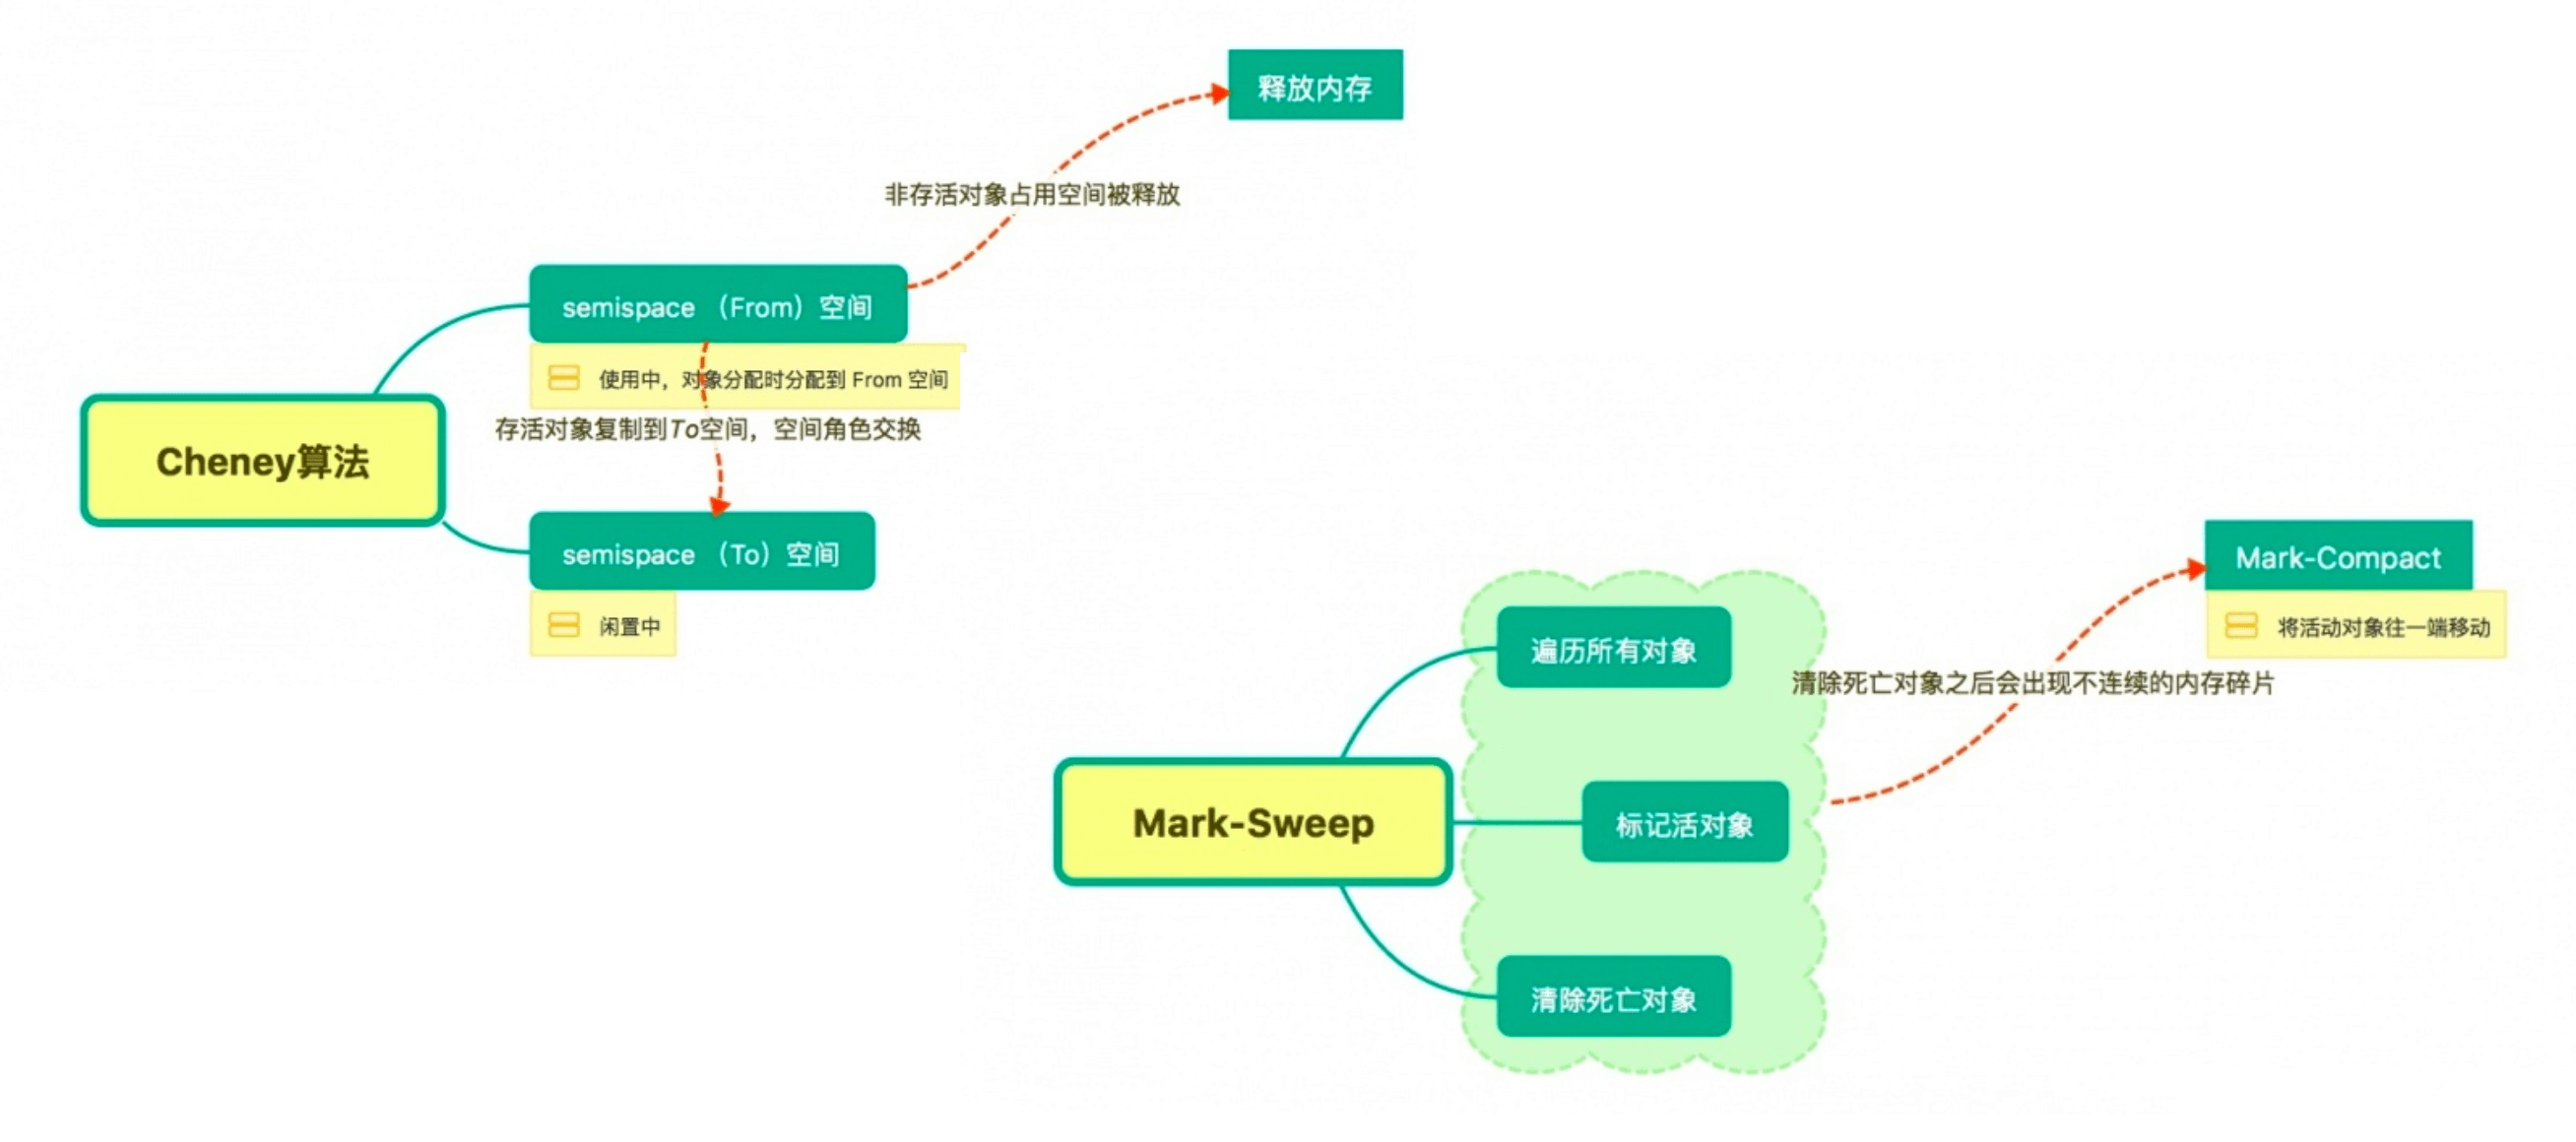 释放内存
非存活对象占用空间被释放
semispace （From）空间
使用中，对象分配时分配到 From 空间
存活对象复制到To空间，空间角色交换
Cheney算法
semispace （To）空间
闲置中
Mark-Compact
将活动对象往一端移动
清除死亡对象之后会出现不连续的内存碎片
遍历所有对象
Mark-Sweep
标记活对象
清除死亡对象